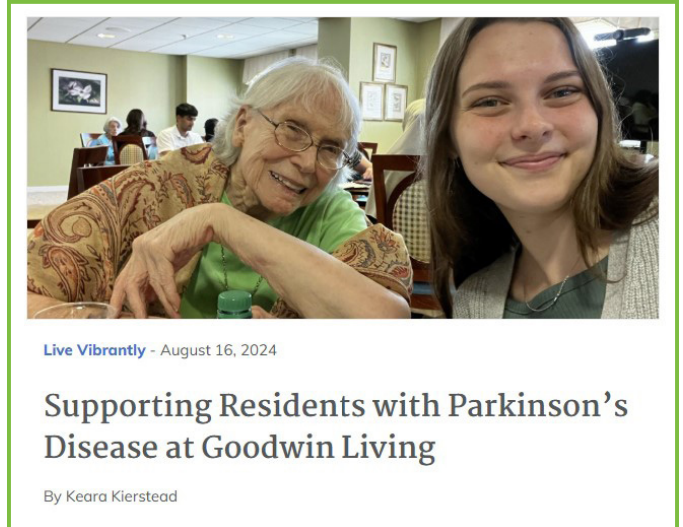 Live Vibrantly - August 16, 2024
Supporting Residents with Parkinson’s
Disease at Goodwin Living
By Keara Kierstead